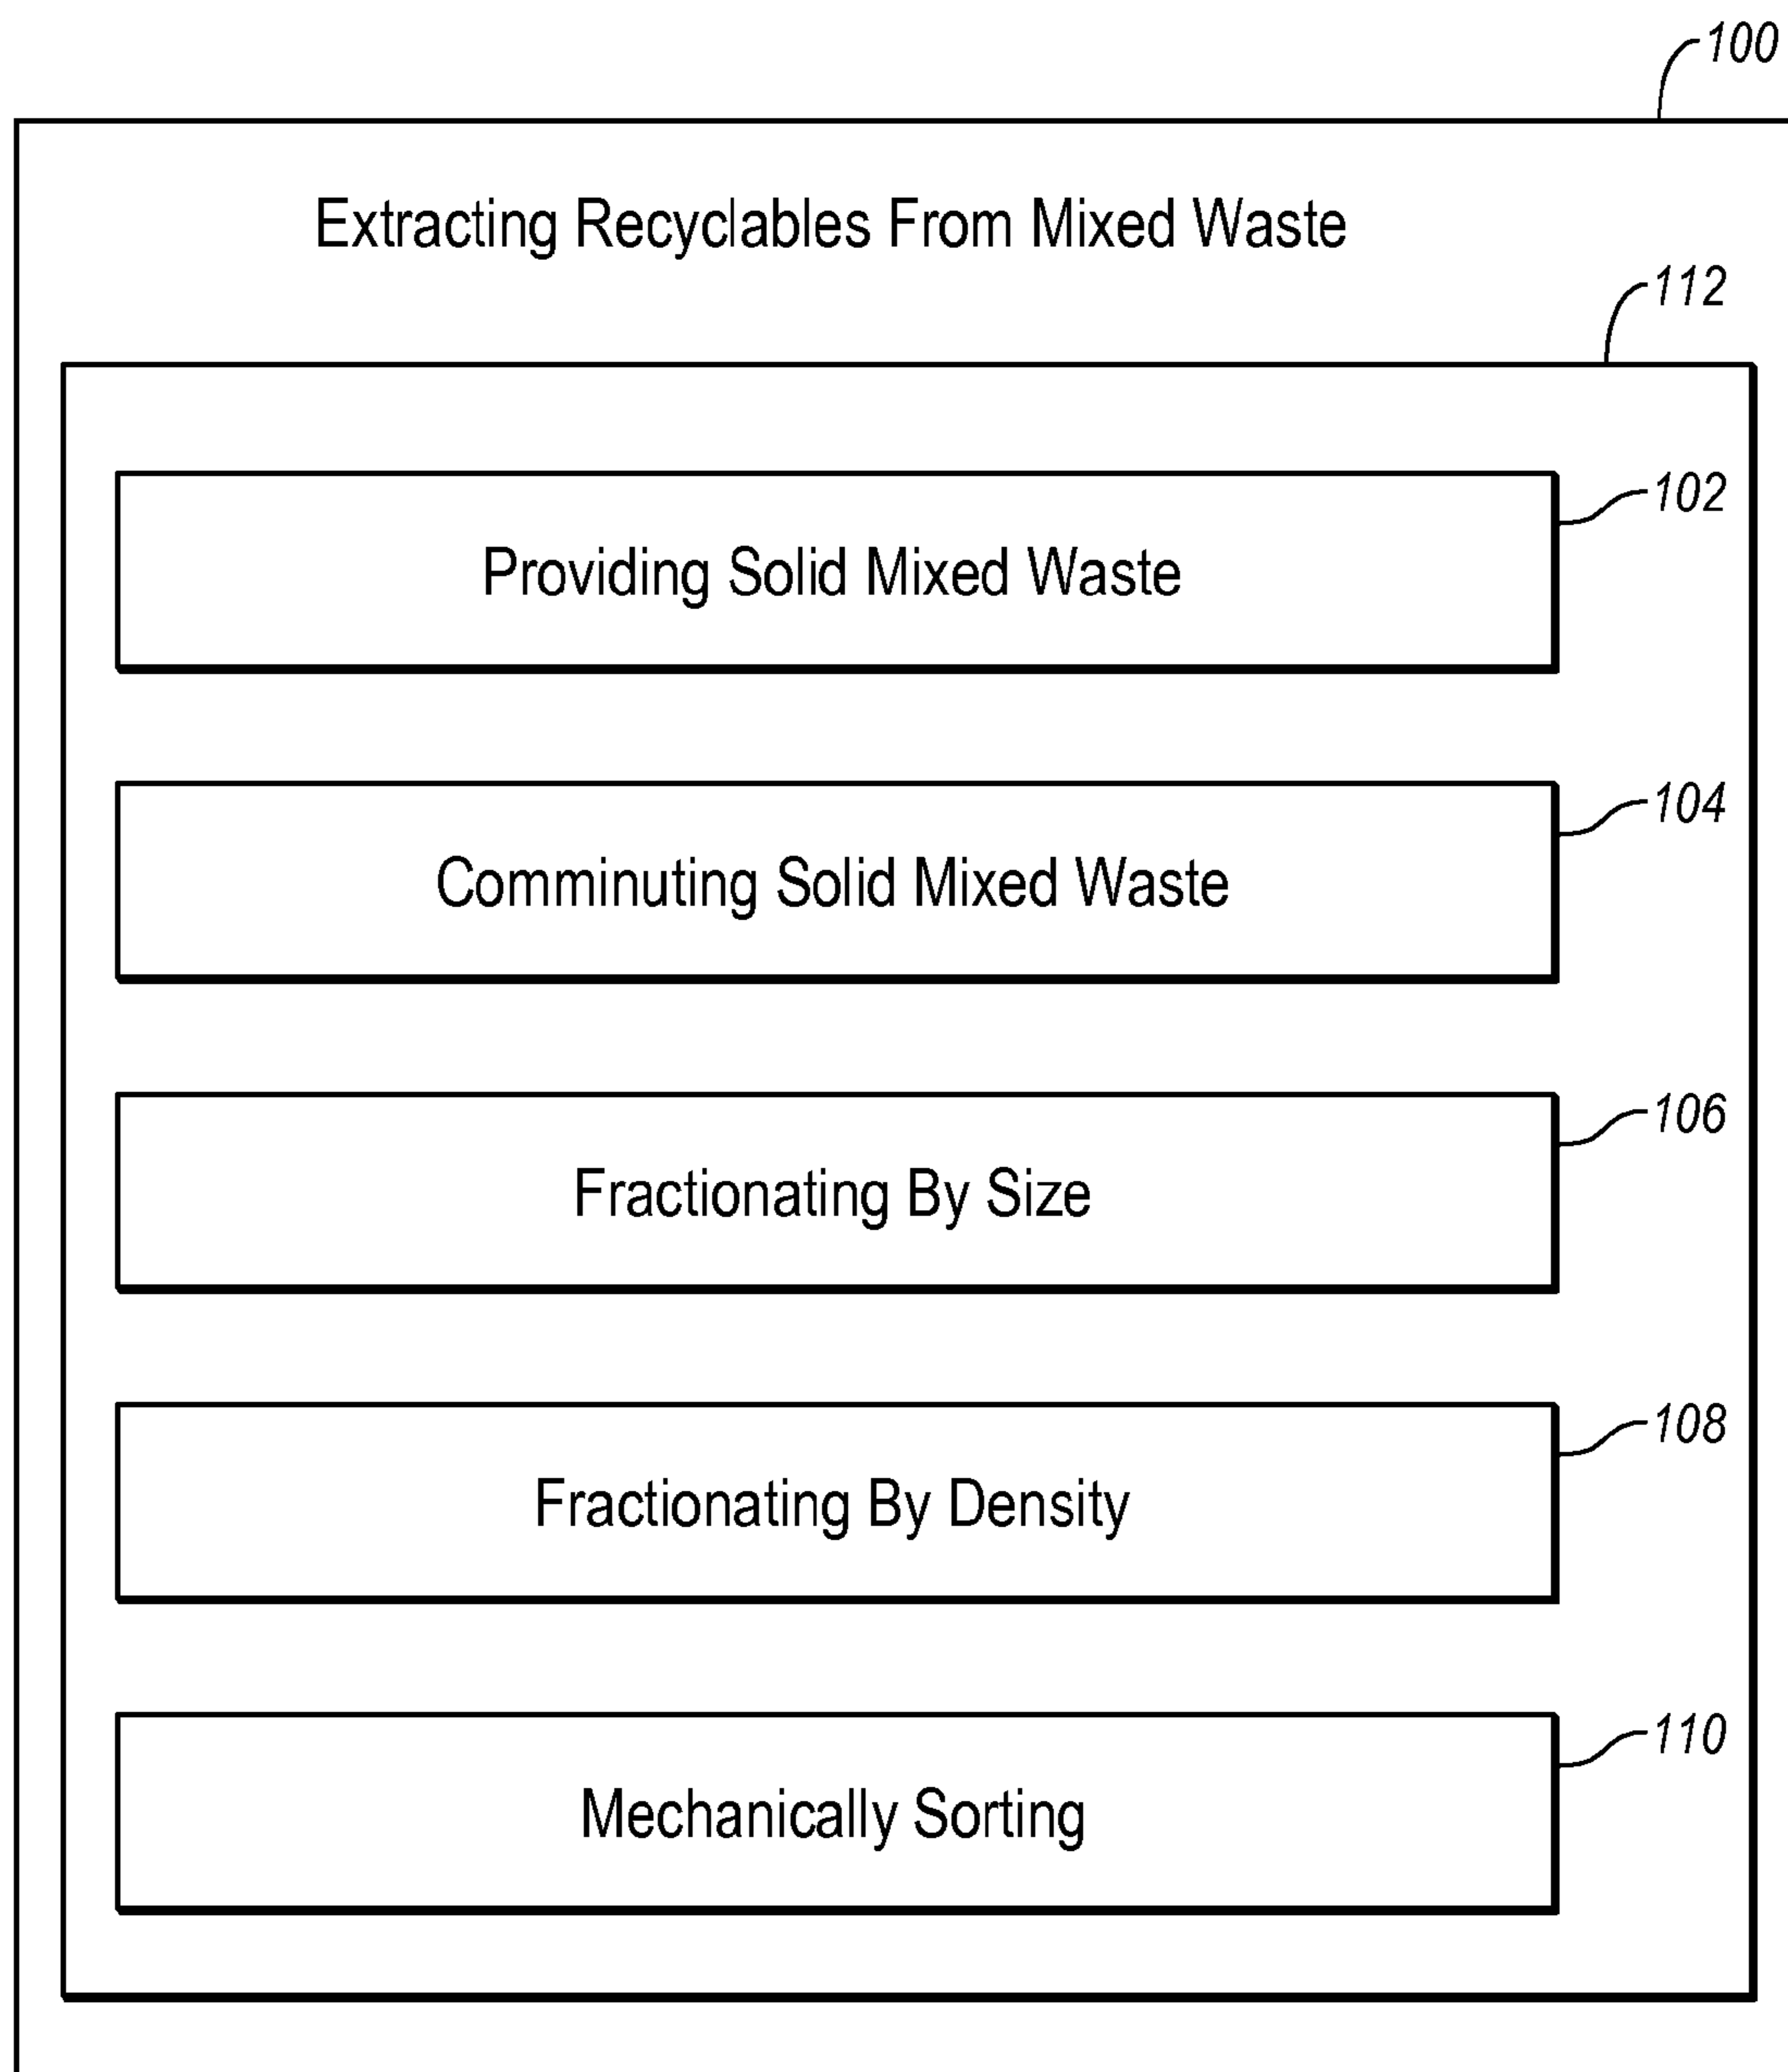 100
Extracting Recyclables From Mixed Waste
112
102
Providing Solid Mixed Waste
104
Comminuting Solid Mixed Waste
106
Fractionating By Size
108
Fractionating By Density
110
Mechanically Sorting